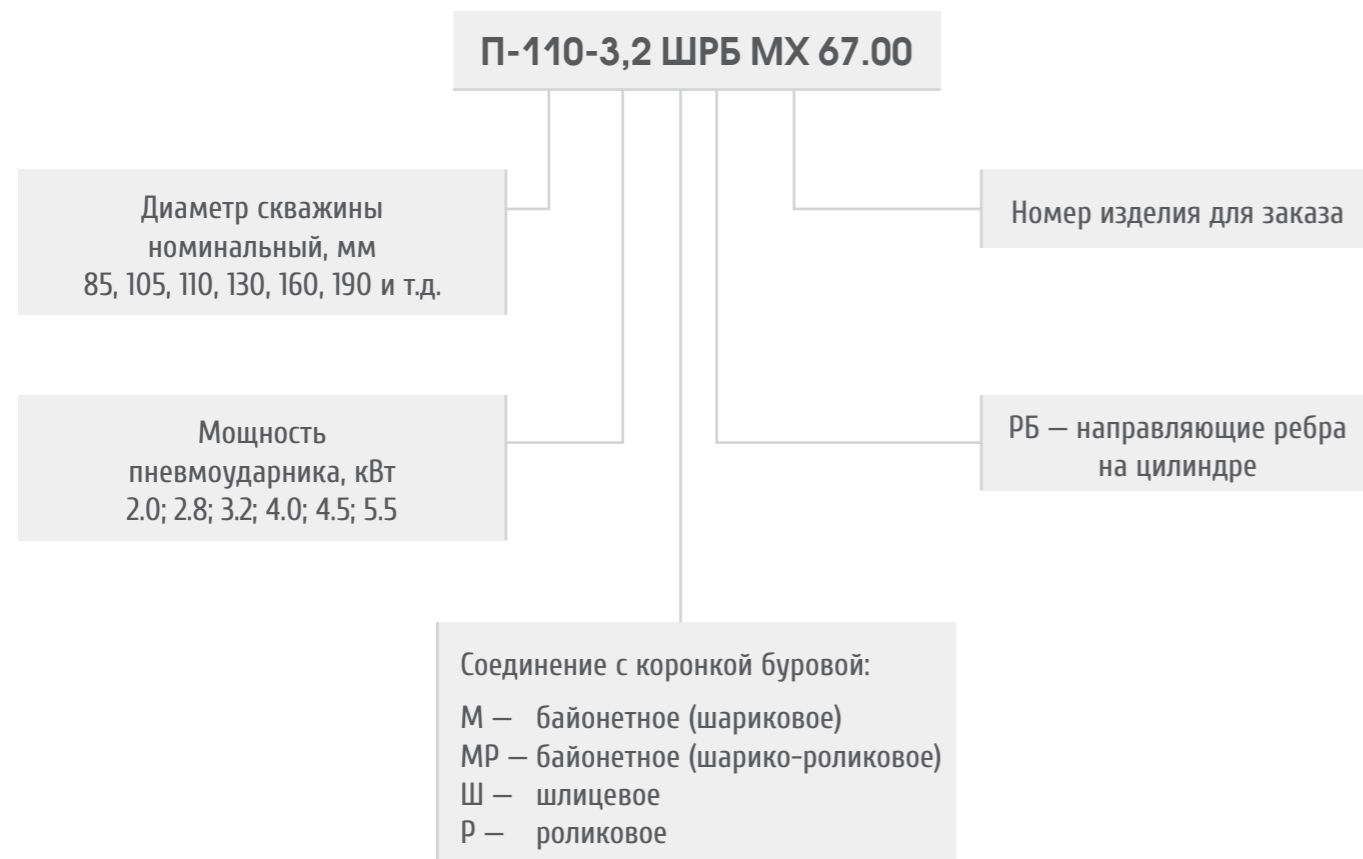 П-110-3,2 ШРБ МХ 67.00
Диаметр скважины
номинальный, мм
85, 105, 110, 130, 160, 190 и т.д.
Номер изделия для заказа
Мощность
пневмоударника, кВт
2.0; 2.8; 3.2; 4.0; 4.5; 5.5
РБ — направляющие ребра
на цилиндре
Соединение с коронкой буровой:
М — байонетное (шариковое)
МР — байонетное (шарико-роликовое)
Ш — шлицевое
Р — роликовое